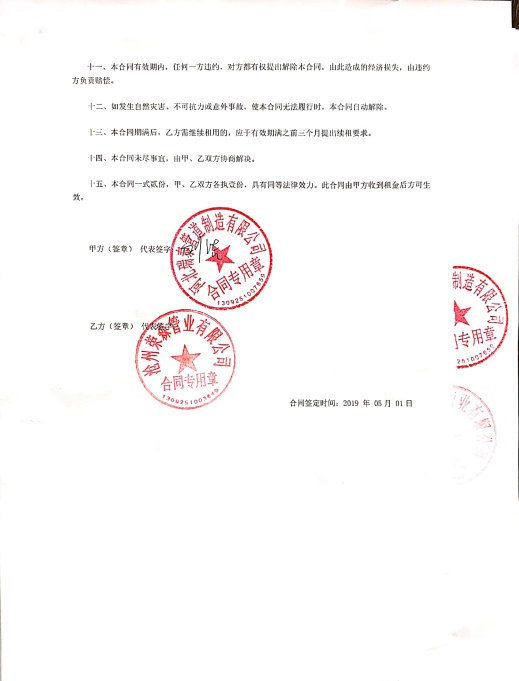 十一、本合同有效期内，任何一方违约，对方都有权提出解除本合同。由此造成的经济损失，由违约
方负责赔偿。
十二、如发生自然灾害、不可抗力或意外事故，使本合同无法履行时，本合同自动解除。
十三、本合同期满后，乙方需继续租用的，应于有效期满之前三个月提出续租要求。
十四、本合同未尽事宜，由甲、乙双方协商解决。
十五、本合同一式贰份，甲、乙双方各执壹份，具有同等法律效力。此合同由甲方收到租金后方可生
效。
甲方（签章） 代表签字
河北鼎泰管道制造有限公司
合同专用章
1309251007659
制造有限公司
专用章
9251007659
乙方（签章） 代表签字
沧州荣森管业有限公司
合同专用章
业有限
合同签定时间：2019 年 05 月 01 日